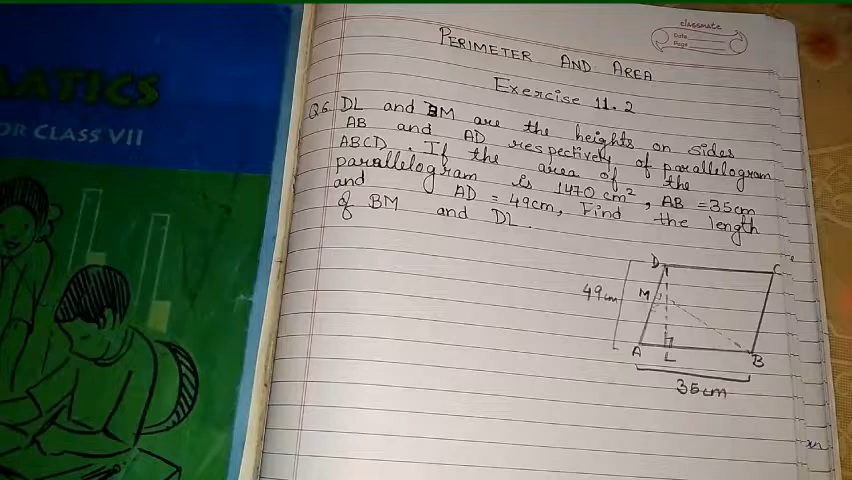 MATICS
OR CLASS VII
classmate
Date
Page
PERIMETER AND AREA
Exercise 11.2
Q6. DL and BM are the heights on sides
AB and AD respectively of parallelogram
ABCD. If the area of the
parallelogram is 1470 cm², AB = 35cm
and AD = 49cm, Find the length
of BM and DL.
D C
49cm M
A L B
35cm